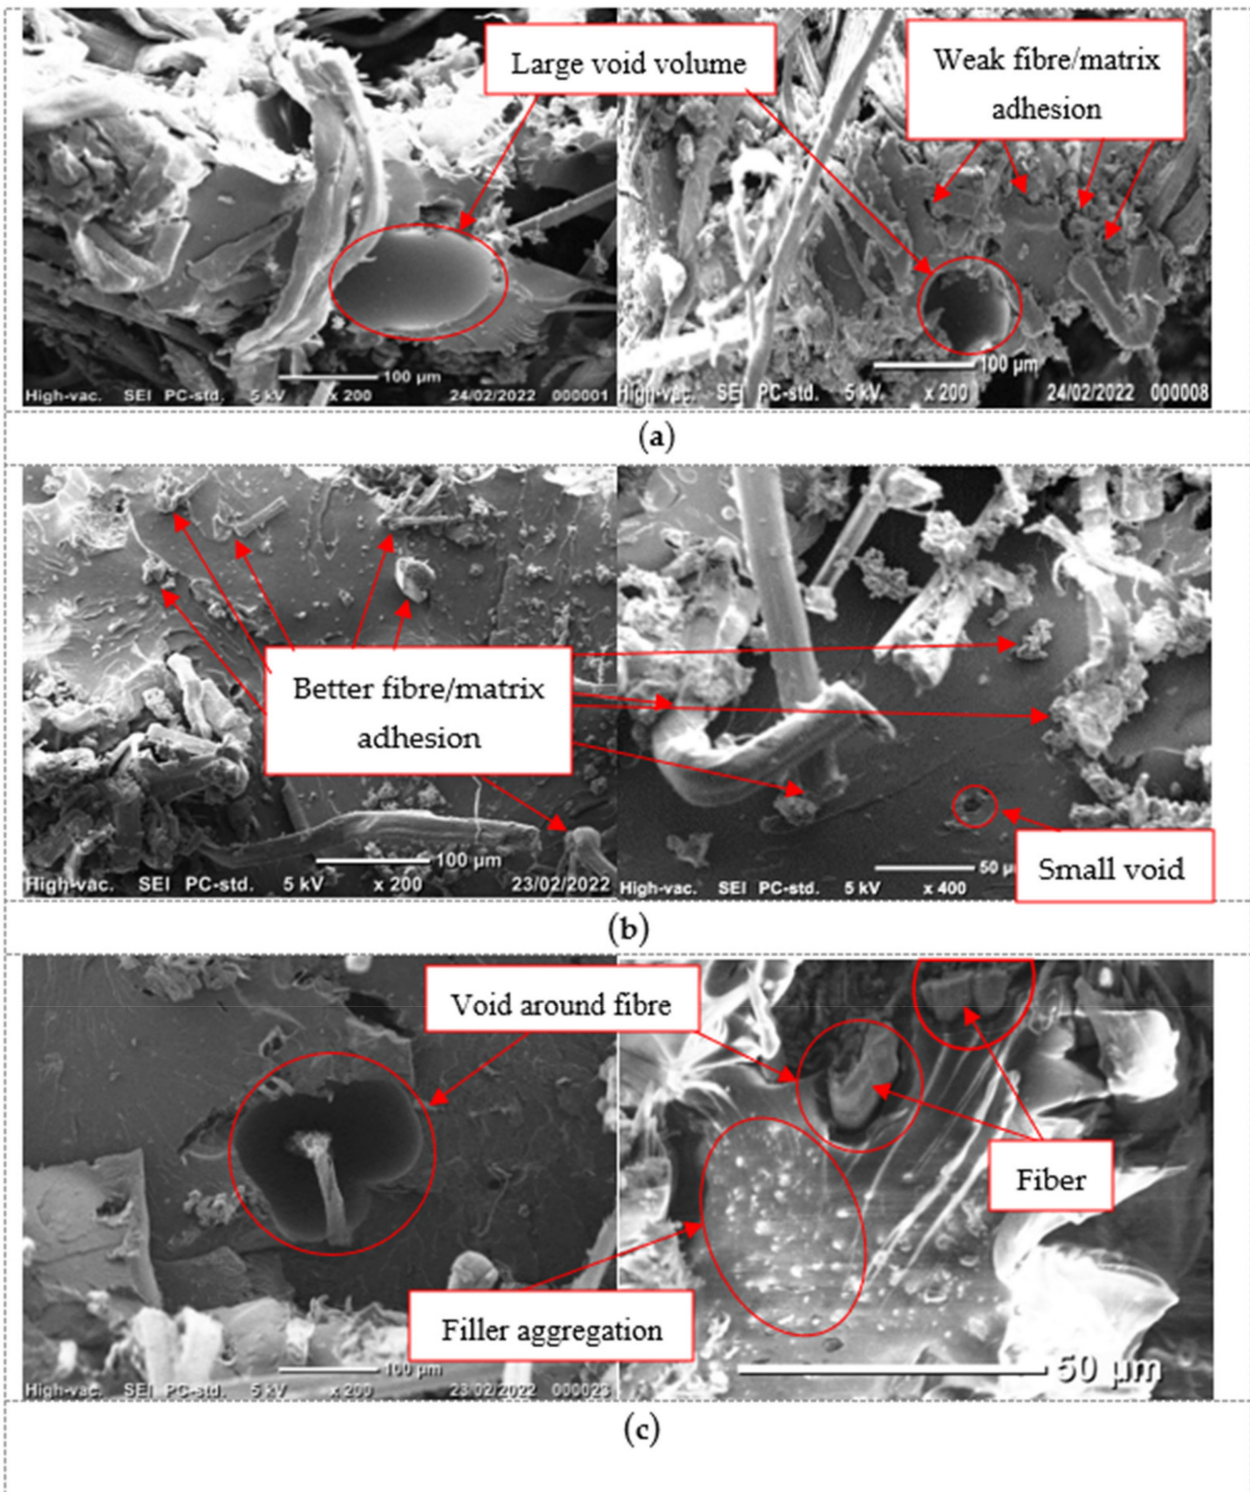 Large void volume
Weak fibre/matrix
adhesion
100 µm
High-vac. SEI PC-std. 5 kV x 200 24/02/2022 000001
100 µm
High-vac. SEI PC-std. 5 kV x 200 24/02/2022 000008
(a)
Better fibre/matrix
adhesion
100 µm
High-vac. SEI PC-std. 5 kV x 200 23/02/2022
50 µ
Small void
High-vac. SEI PC-std. 5 kV x 400
(b)
Void around fibre
Fiber
Filler aggregation
100 µm
High-vac. SEI PC-std. 5 kV x 200 23/02/2022 000023
50 µm
(c)